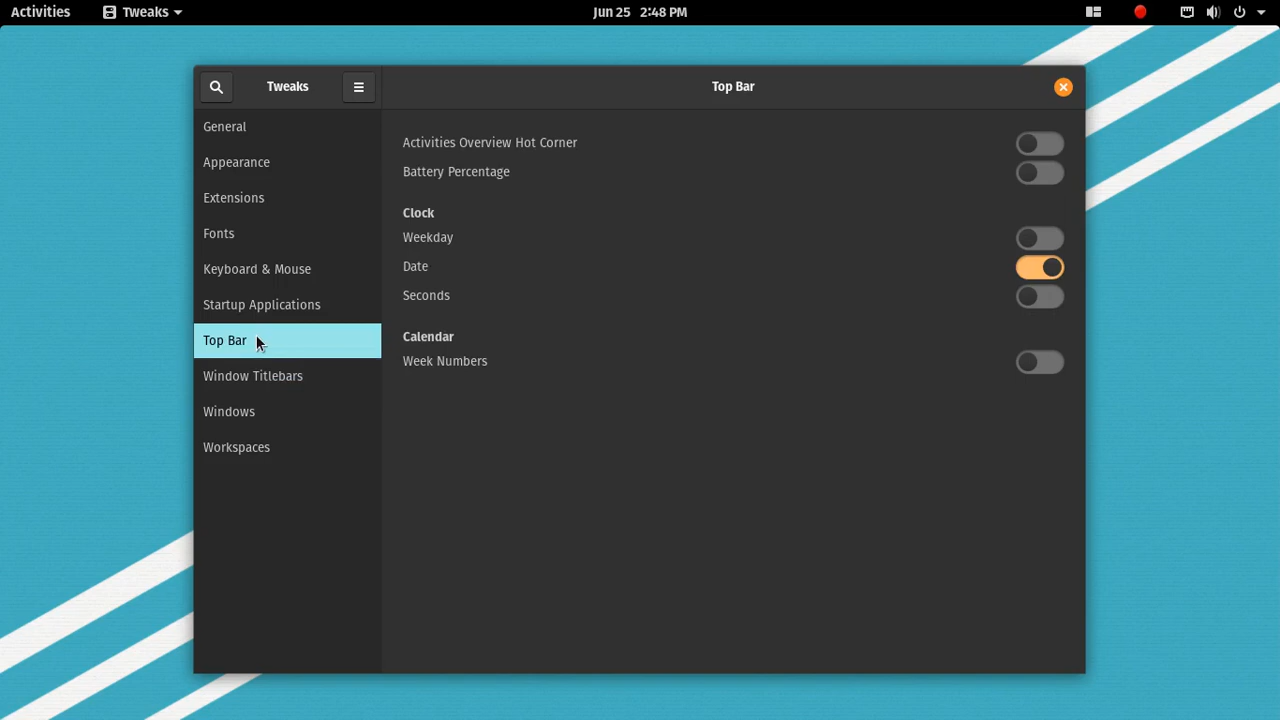 Activities Tweaks Jun 25 2:48 PM
Tweaks Top Bar
General
Appearance
Extensions
Fonts
Keyboard & Mouse
Startup Applications
Top Bar
Window Titlebars
Windows
Workspaces
Activities Overview Hot Corner
Battery Percentage
Clock
Weekday
Date
Seconds
Calendar
Week Numbers